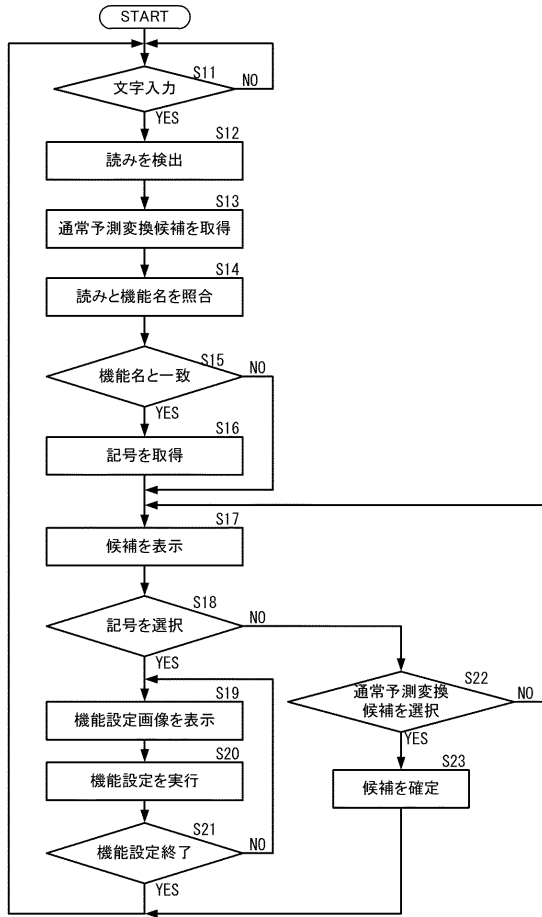 START
S11
文字入力
NO
YES
S12
読みを検出
S13
通常予測変換候補を取得
S14
読みと機能名を照合
S15
機能名と一致
NO
YES
S16
記号を取得
S17
候補を表示
S18
記号を選択
NO
YES
S19
機能設定画像を表示
S20
機能設定を実行
S21
機能設定終了
NO
YES
S22
通常予測変換
候補を選択
NO
YES
S23
候補を確定